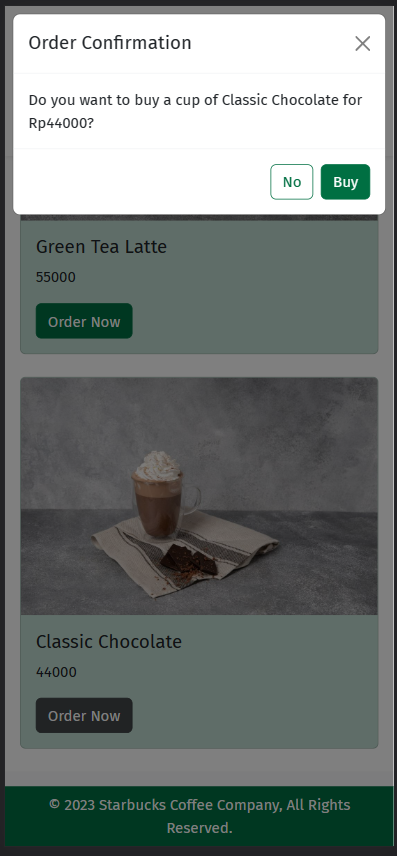 Order Confirmation
Do you want to buy a cup of Classic Chocolate for
Rp44000?
No
Buy
Green Tea Latte
55000
Order Now
Classic Chocolate
44000
Order Now
© 2023 Starbucks Coffee Company, All Rights
Reserved.